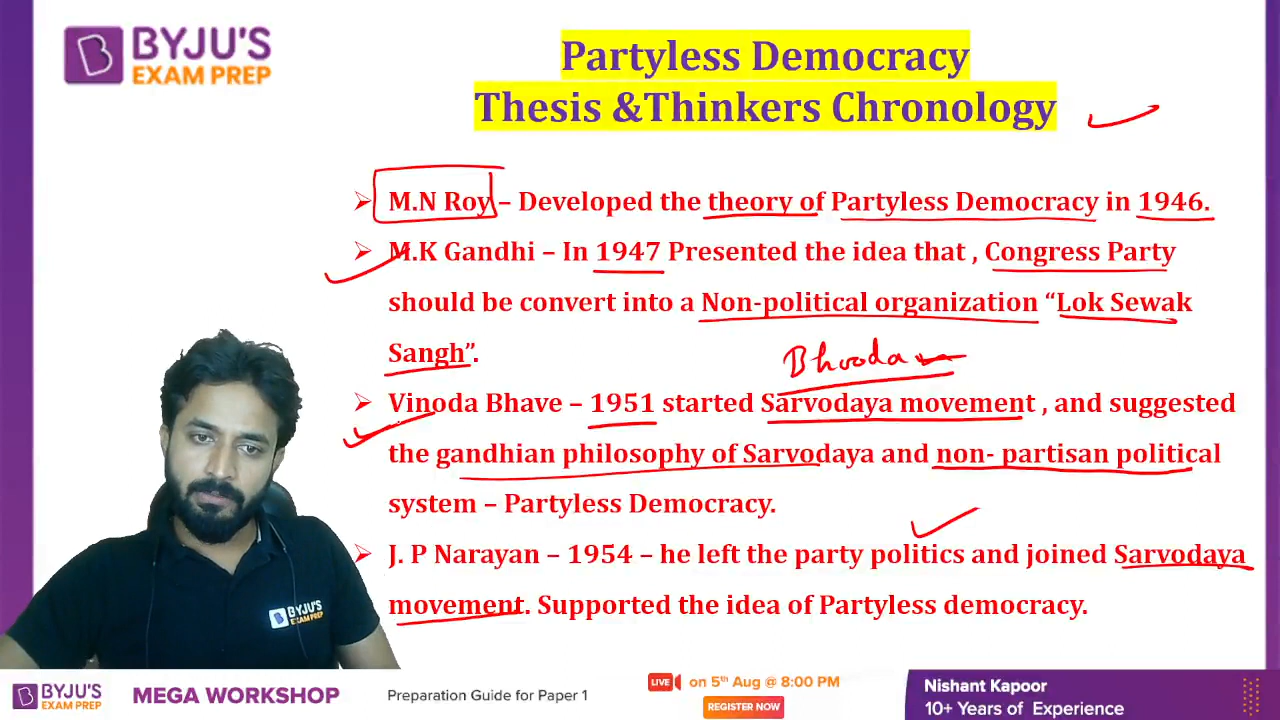 BYJU'S
EXAM PREP
Partyless Democracy
Thesis &Thinkers Chronology
➢ M.N Roy – Developed the theory of Partyless Democracy in 1946.
➢ M.K Gandhi – In 1947 Presented the idea that , Congress Party
should be convert into a Non-political organization “Lok Sewak
Sangh”.
Bhooda
➢ Vinoda Bhave – 1951 started Sarvodaya movement , and suggested
the gandhian philosophy of Sarvodaya and non- partisan political
system – Partyless Democracy.
➢ J. P Narayan – 1954 – he left the party politics and joined Sarvodaya
movement. Supported the idea of Partyless democracy.
BYJU'S
EXAM PREP
BYJU'S
EXAM PREP
MEGA WORKSHOP
Preparation Guide for Paper 1
LIVE on 5th Aug @ 8:00 PM
REGISTER NOW
Nishant Kapoor
10+ Years of Experience